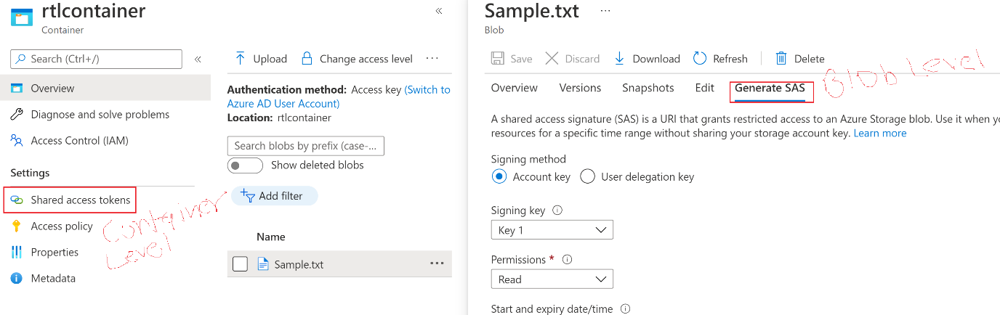 rtlcontainer
Container
«
Search (Ctrl+/)
«
Overview
Diagnose and solve problems
Access Control (IAM)
Settings
Shared access tokens
Access policy
Properties
Metadata
Container
Level
Upload
Change access level
...
Authentication method: Access key (Switch to
Azure AD User Account)
Location: rtlcontainer
Search blobs by prefix (case-...
Show deleted blobs
Add filter
Name
Sample.txt
...
Sample.txt
...
Blob
Save
Discard
Download
Refresh
Delete
Blob Level
Overview
Versions
Snapshots
Edit
Generate SAS
A shared access signature (SAS) is a URI that grants restricted access to an Azure Storage blob. Use it when y
resources for a specific time range without sharing your storage account key. Learn more
Signing method
Account key
User delegation key
Signing key
Key 1
Permissions *
Read
Start and expiry date/time